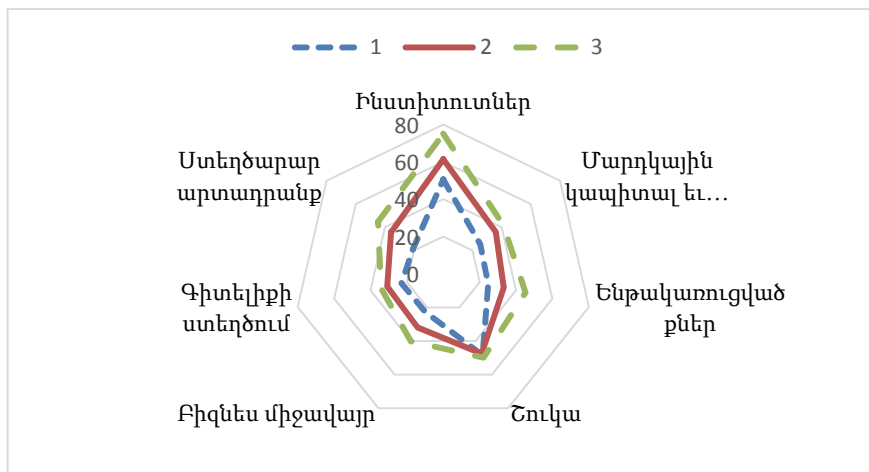 1 2 3
Ինստիտուտներ
80
60
40
20
0
Մարդկային
կապիտալ եւ…
Ենթակառուցված
քներ
Շուկա
Բիզնես միջավայր
Գիտելիքի
ստեղծում
Ստեղծարար
արտադրանք